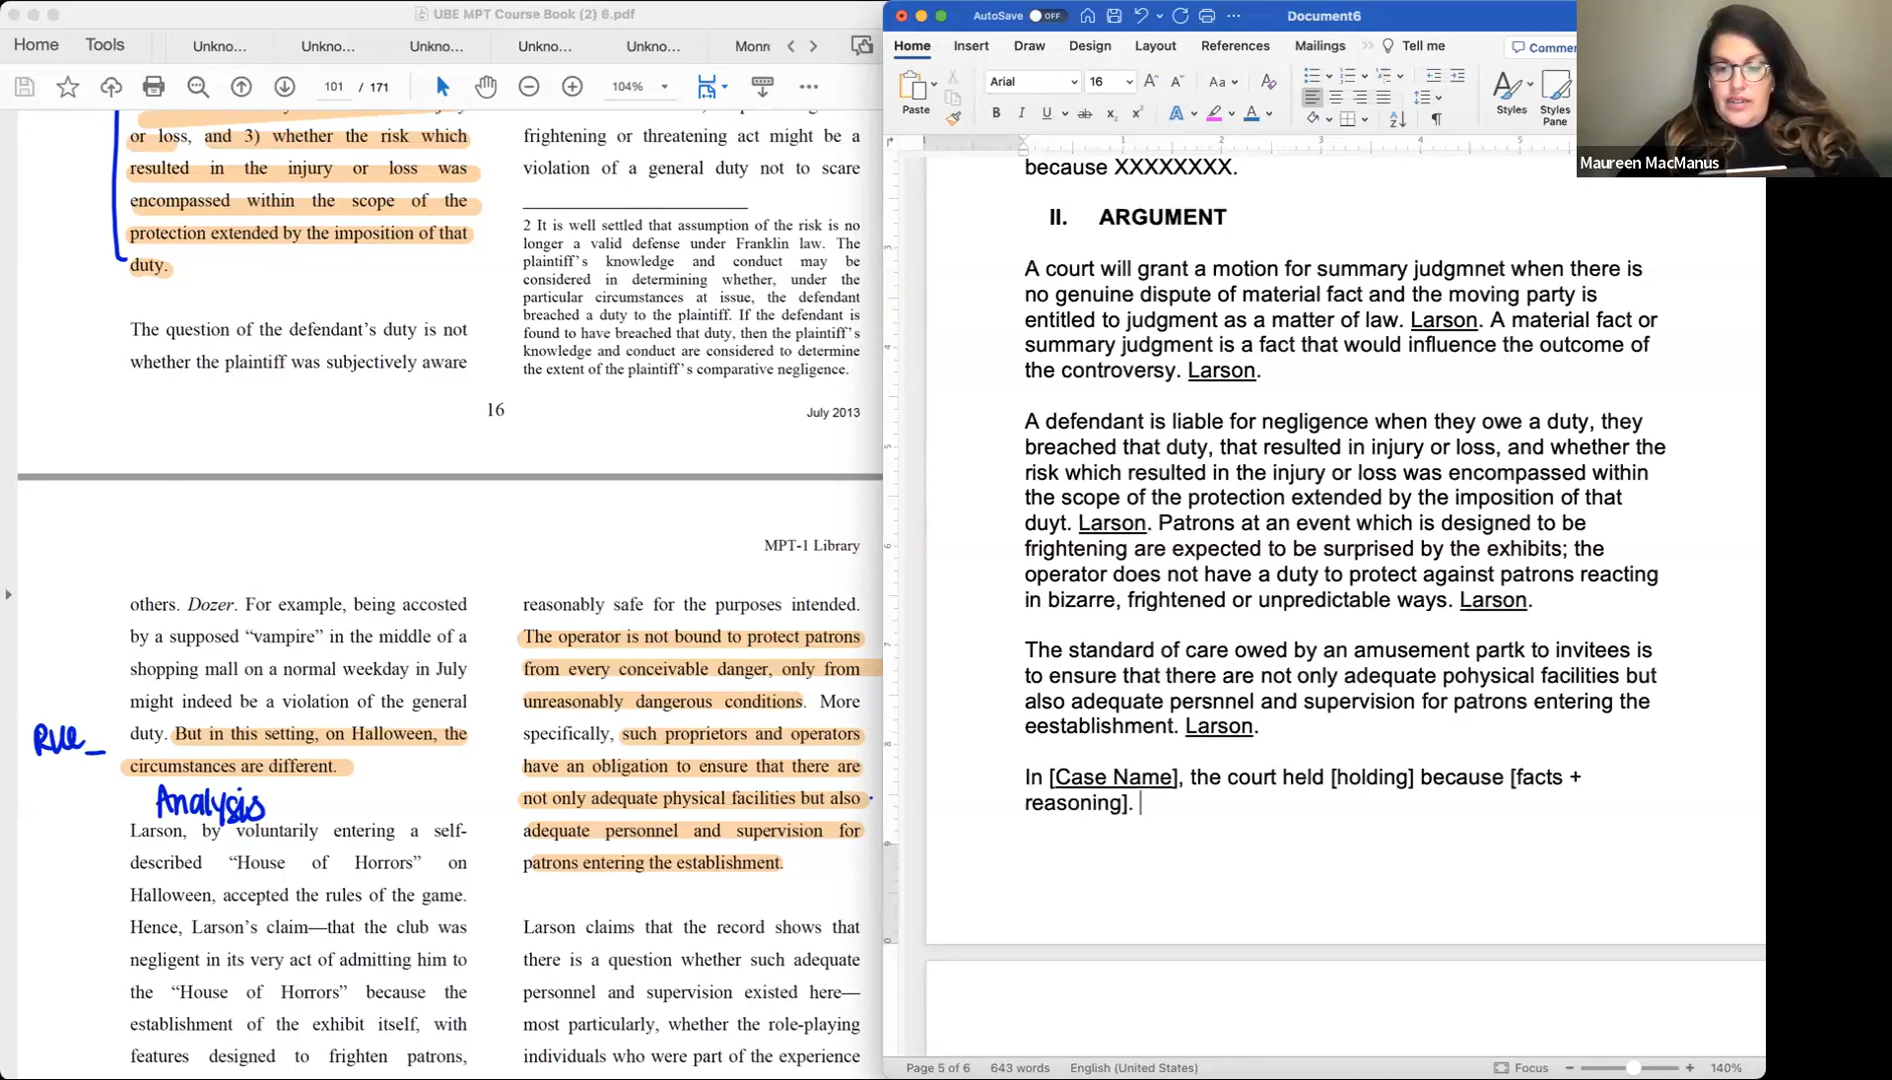 UBE MPT Course Book (2) 6.pdf
Home Tools Unkno... Unkno... Unkno... Unkno... Unkno... Monr
101 / 171 104%
or loss, and 3) whether the risk which
resulted in the injury or loss was
encompassed within the scope of the
protection extended by the imposition of that
duty.
The question of the defendant's duty is not
whether the plaintiff was subjectively aware
frightening or threatening act might be a
violation of a general duty not to scare
2 It is well settled that assumption of the risk is no
longer a valid defense under Franklin law. The
plaintiff's knowledge and conduct may be
considered in determining whether, under the
particular circumstances at issue, the defendant
breached a duty to the plaintiff. If the defendant is
found to have breached that duty, then the plaintiff's
knowledge and conduct are considered to determine
the extent of the plaintiff's comparative negligence.
16
July 2013
MPT-1 Library
others. Dozer. For example, being accosted
by a supposed "vampire" in the middle of a
shopping mall on a normal weekday in July
might indeed be a violation of the general
duty. But in this setting, on Halloween, the
circumstances are different.
Rule
Analysis
Larson, by voluntarily entering a self-
described "House of Horrors" on
Halloween, accepted the rules of the game.
Hence, Larson's claim—that the club was
negligent in its very act of admitting him to
the "House of Horrors" because the
establishment of the exhibit itself, with
features designed to frighten patrons,
reasonably safe for the purposes intended.
The operator is not bound to protect patrons
from every conceivable danger, only from
unreasonably dangerous conditions. More
specifically, such proprietors and operators
have an obligation to ensure that there are
not only adequate physical facilities but also
adequate personnel and supervision for
patrons entering the establishment.
Larson claims that the record shows that
there is a question whether such adequate
personnel and supervision existed here—
most particularly, whether the role-playing
individuals who were part of the experience
AutoSave OFF Document6
Home Insert Draw Design Layout References Mailings Tell me Comme
Paste Arial 16 Aa Styles Styles Pane
Maureen MacManus
because XXXXXXXX.
II. ARGUMENT
A court will grant a motion for summary judgmnet when there is
no genuine dispute of material fact and the moving party is
entitled to judgment as a matter of law. Larson. A material fact or
summary judgment is a fact that would influence the outcome of
the controversy. Larson.
A defendant is liable for negligence when they owe a duty, they
breached that duty, that resulted in injury or loss, and whether the
risk which resulted in the injury or loss was encompassed within
the scope of the protection extended by the imposition of that
duyt. Larson. Patrons at an event which is designed to be
frightening are expected to be surprised by the exhibits; the
operator does not have a duty to protect against patrons reacting
in bizarre, frightened or unpredictable ways. Larson.
The standard of care owed by an amusement partk to invitees is
to ensure that there are not only adequate pohysical facilities but
also adequate persnnel and supervision for patrons entering the
eestablishment. Larson.
In [Case Name], the court held [holding] because [facts +
reasoning].
Page 5 of 6 643 words English (United States) Focus 140%